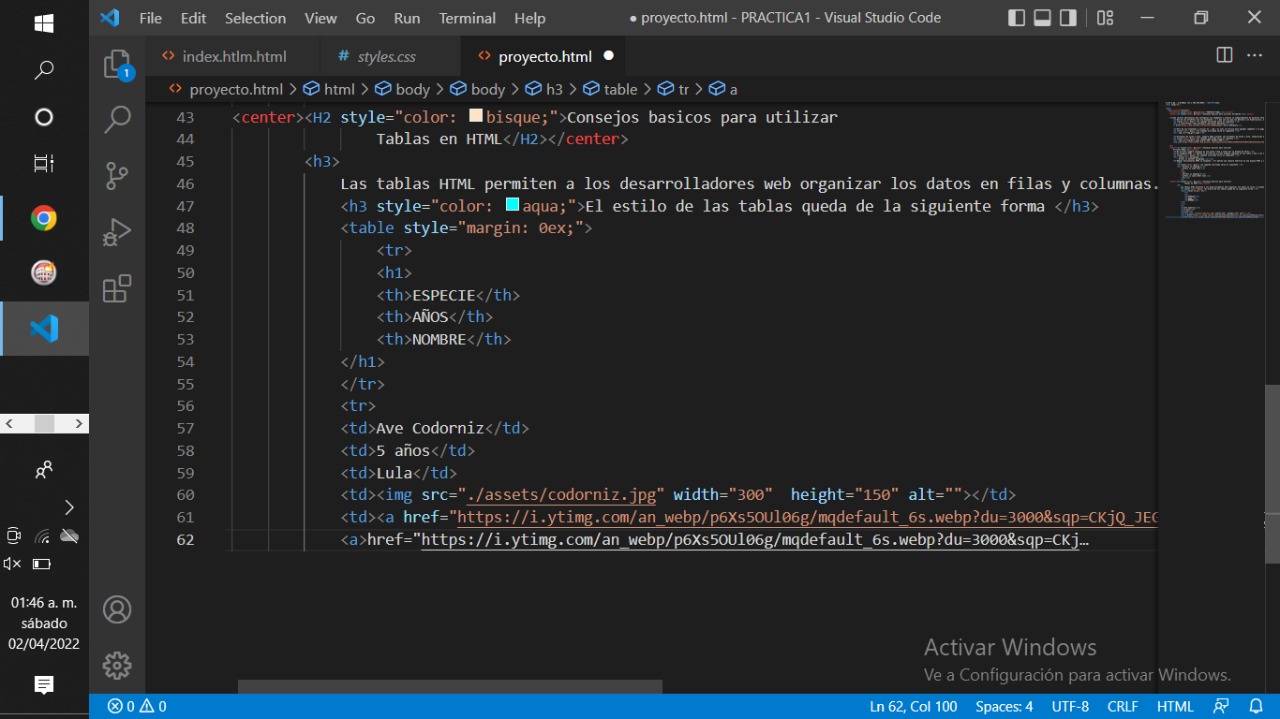 File Edit Selection View Go Run Terminal Help
● proyecto.html - PRACTICA1 - Visual Studio Code
index.htlm.html
# styles.css
proyecto.html ●
proyecto.html > html > body > body > h3 > table > tr > a
43 <center><H2 style="color: bisque;">Consejos basicos para utilizar
44 Tablas en HTML</H2></center>
45 <h3>
46 Las tablas HTML permiten a los desarrolladores web organizar los datos en filas y columnas.
47 <h3 style="color: aqua;">El estilo de las tablas queda de la siguiente forma </h3>
48 <table style="margin: 0ex;">
49 <tr>
50 <h1>
51 <th>ESPECIE</th>
52 <th>AÑOS</th>
53 <th>NOMBRE</th>
54 </h1>
55 </tr>
56 <tr>
57 <td>Ave Codorniz</td>
58 <td>5 años</td>
59 <td>Lula</td>
60 <td><img src="./assets/codorniz.jpg" width="300"  height="150" alt=""></td>
61 <td><a href="https://i.ytimg.com/an_webp/p6Xs5OUl06g/mqdefault_6s.webp?du=3000&sqp=CKjQ_JEG
62 <a>href="https://i.ytimg.com/an_webp/p6Xs5OUl06g/mqdefault_6s.webp?du=3000&sqp=CKj…
1
01:46 a. m.
sábado
02/04/2022
Activar Windows
Ve a Configuración para activar Windows.
0 0
Ln 62, Col 100 Spaces: 4 UTF-8 CRLF HTML